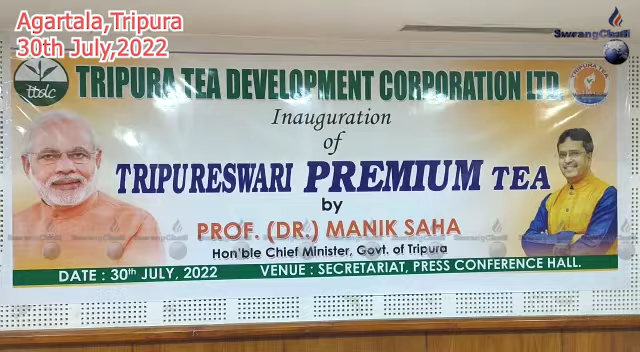 Agartala,Tripura
30th July,2022
SwrangChati
ttdc
TRIPURA TEA DEVELOPMENT CORPORATION LTD.
TRIPURA TEA
Inauguration
of
TRIPURESWARI PREMIUM TEA
by
PROF. (DR.) MANIK SAHA
Hon'ble Chief Minister, Govt. of Tripura
DATE : 30th JULY, 2022 VENUE : SECRETARIAT, PRESS CONFERENCE HALL.